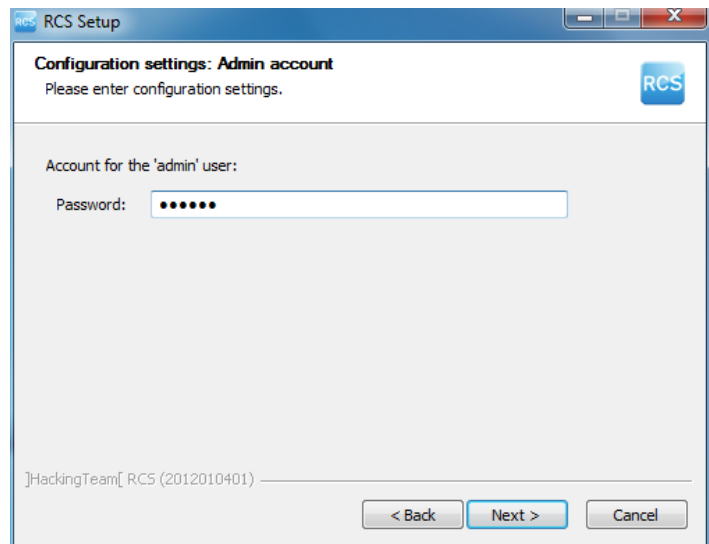 RCS RCS Setup
Configuration settings: Admin account
Please enter configuration settings.
RCS
Account for the 'admin' user:
Password: ●●●●●●
]HackingTeam[ RCS (2012010401)
< Back Next > Cancel